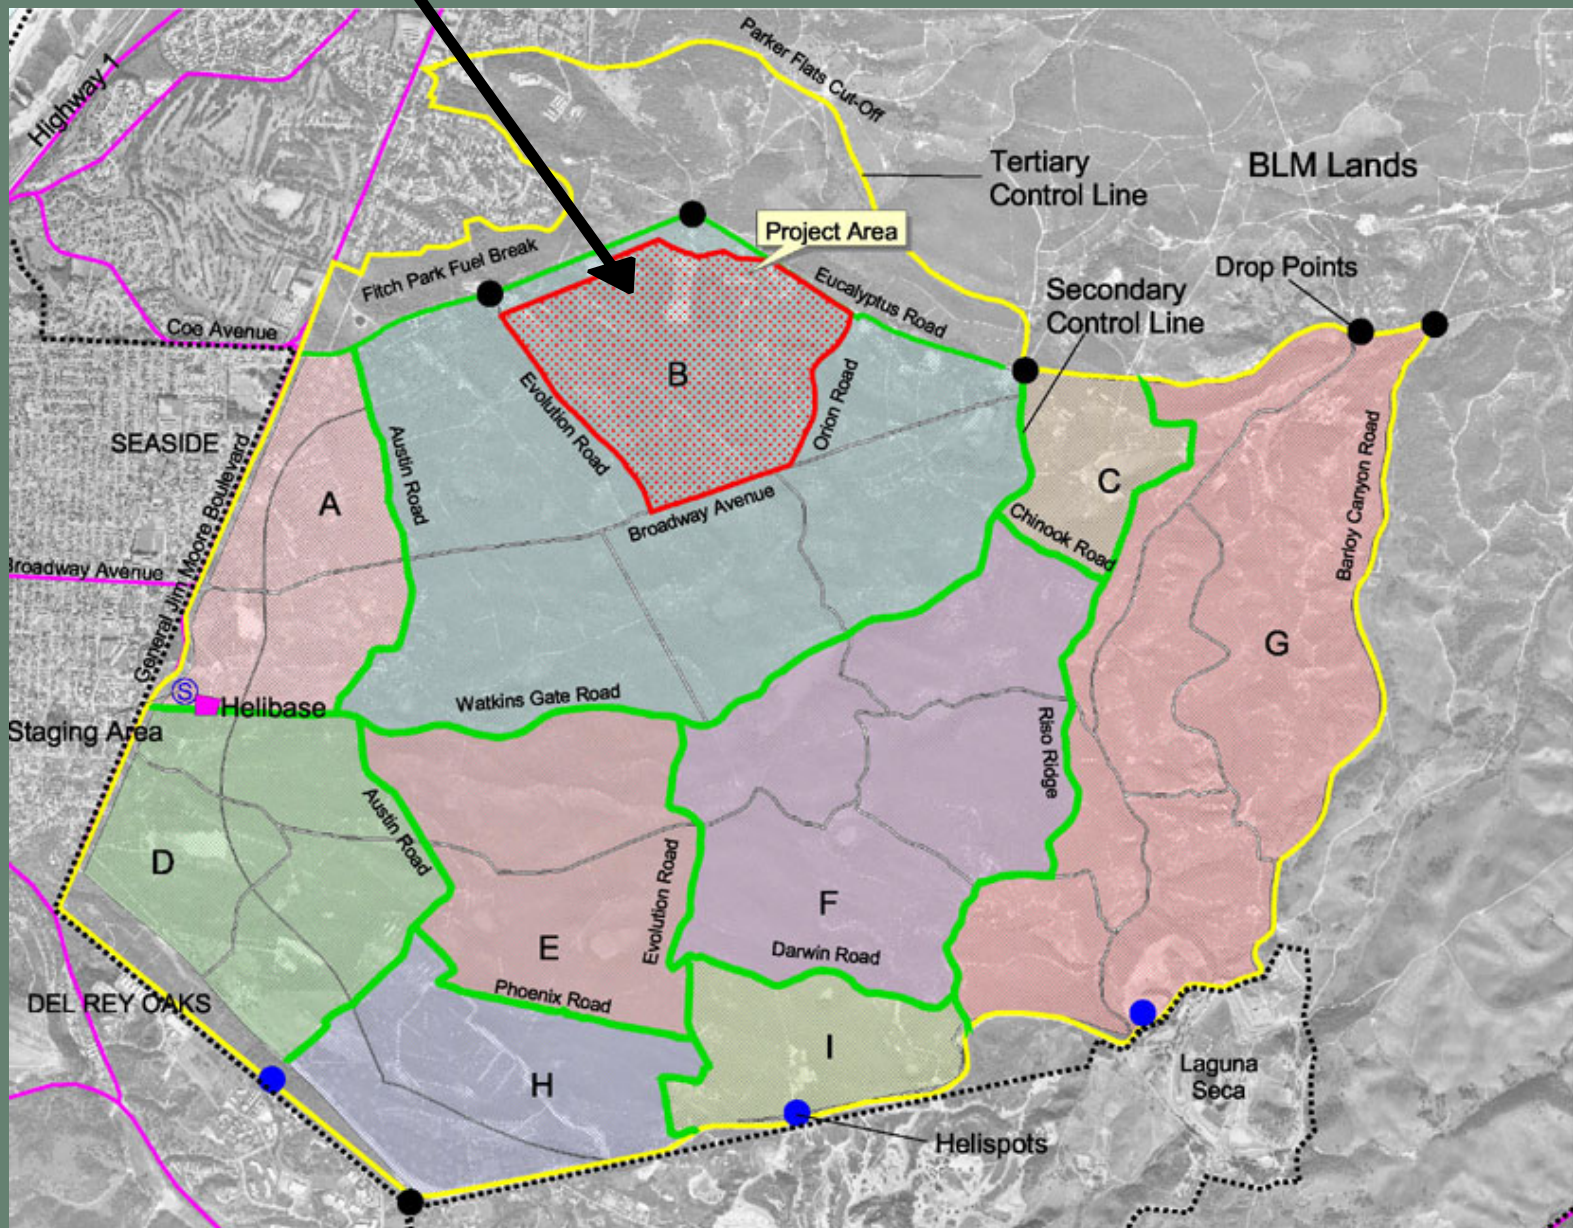 Parker Flats Cut-Off
Highway 1
Tertiary
Control Line
BLM Lands
Project Area
Fitch Park Fuel Break
Eucalyptus Road
Drop Points
Secondary
Control Line
Coe Avenue
B
Evolution Road
Orion Road
SEASIDE
Austin Road
A
C
Barloy Canyon Road
Broadway Avenue
Chinook Road
Broadway Avenue
General Jim Moore Boulevard
G
S
Helibase
Watkins Gate Road
Staging Area
Riso Ridge
Austin Road
D
Evolution Road
F
E
Darwin Road
Phoenix Road
DEL REY OAKS
I
H
Laguna
Seca
Helispots